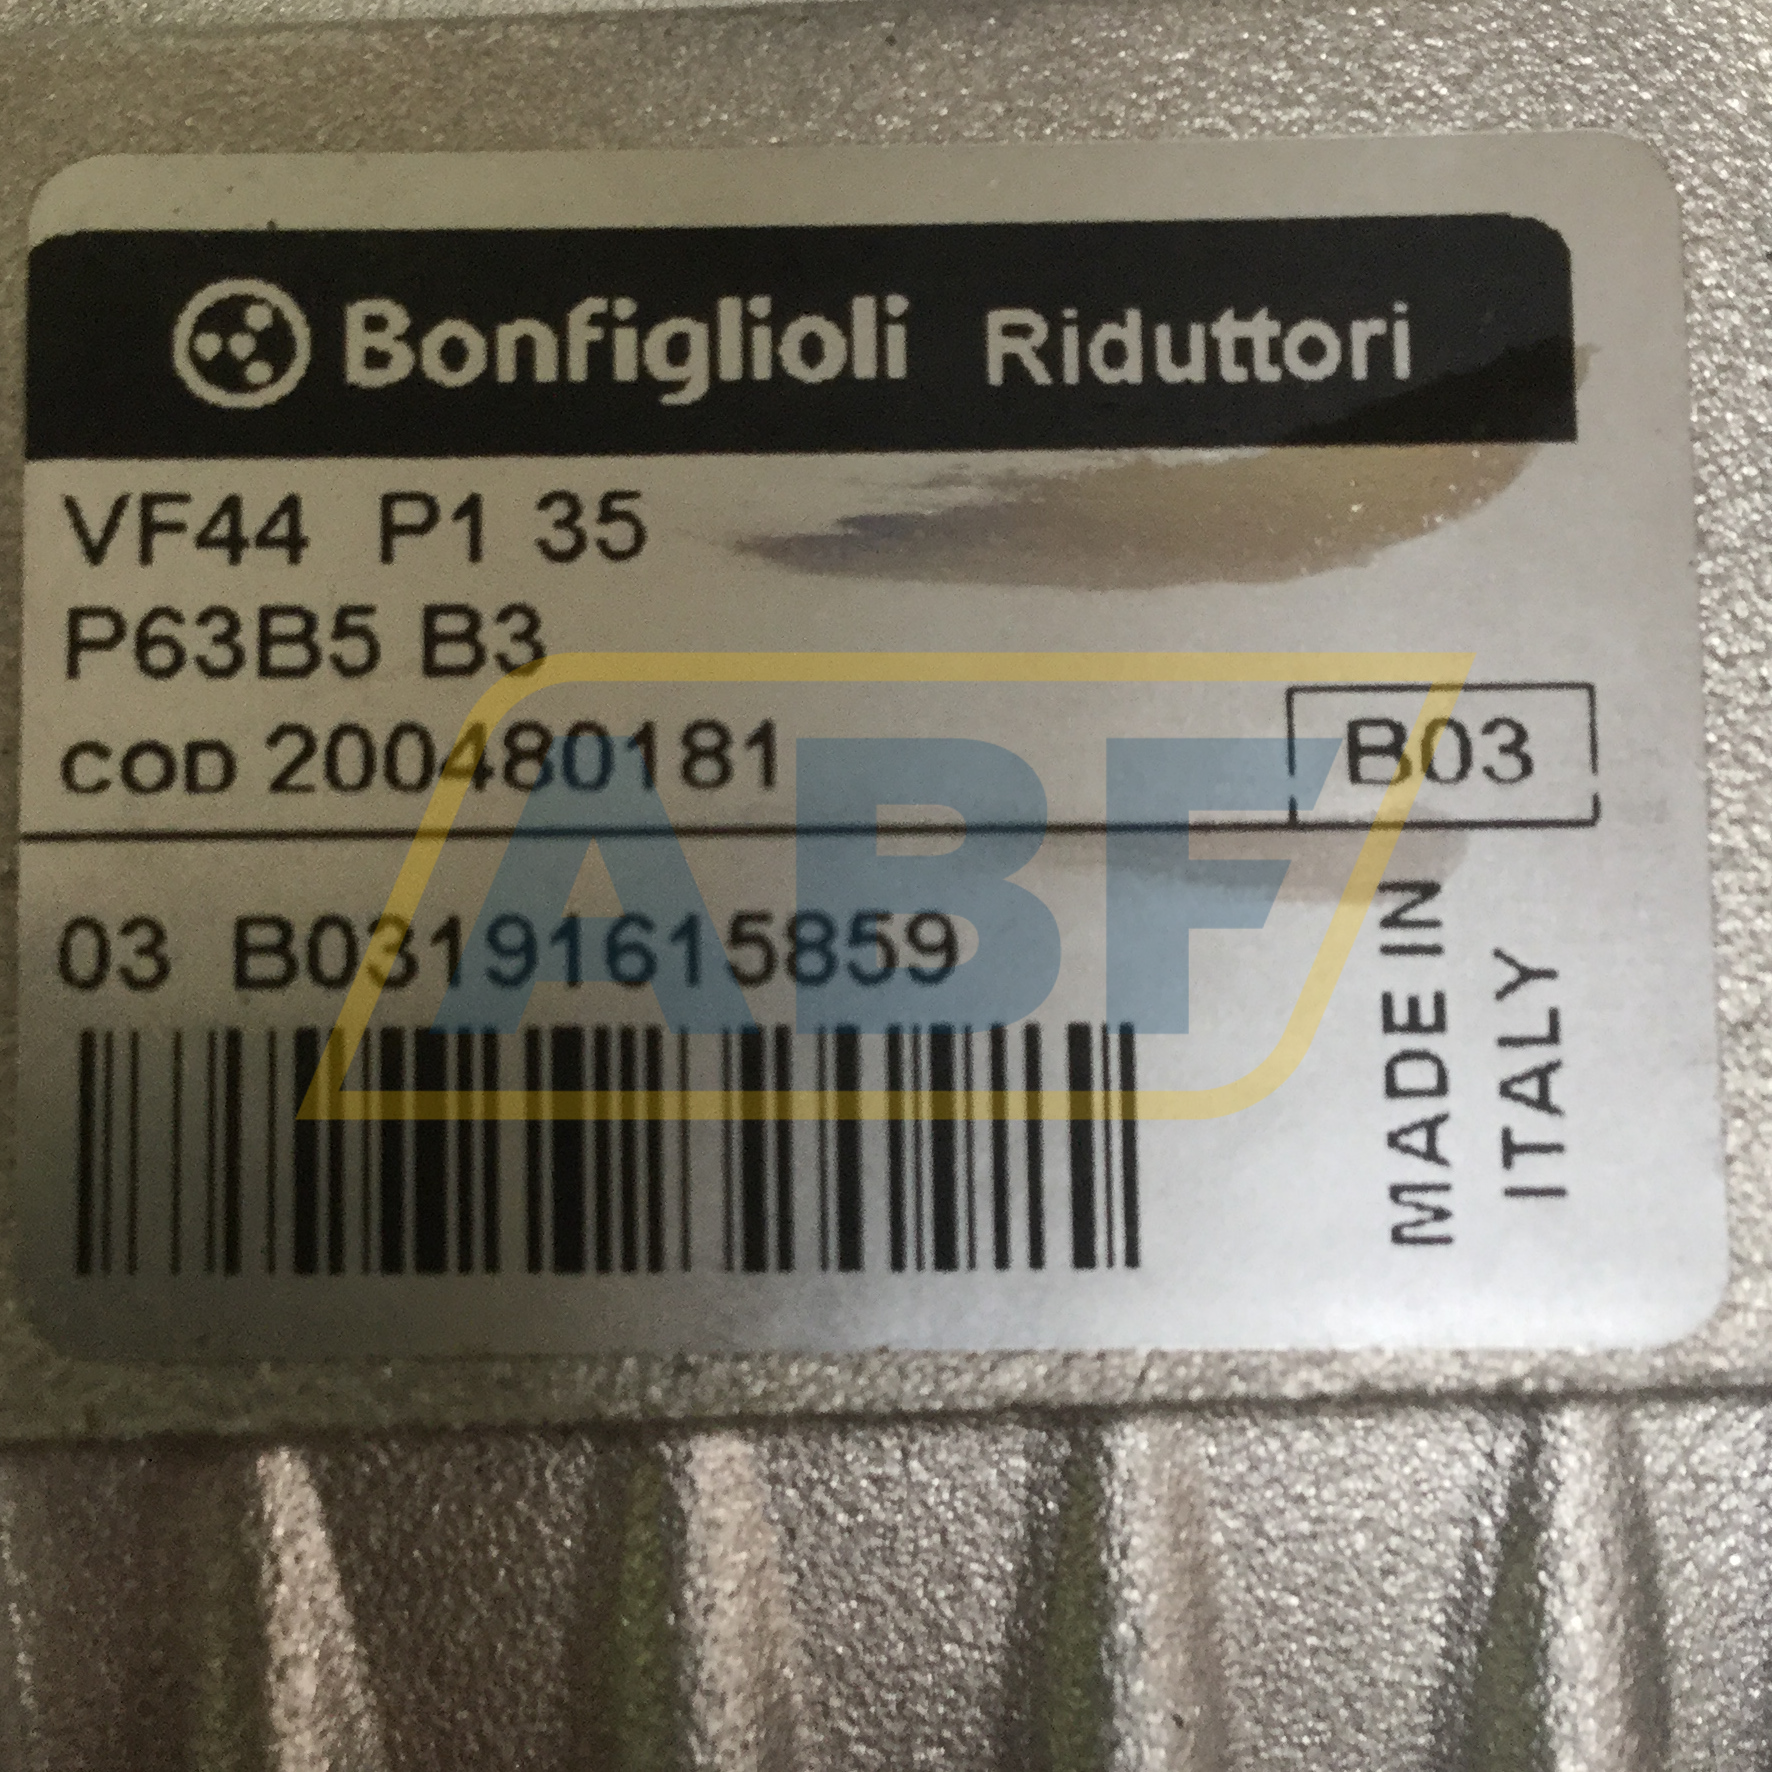 Bonfiglioli Riduttori
VF44 P1 35
P63B5 B3
COD 200480181
B03
03 B03191615859
MADE IN
ITALY
ABF